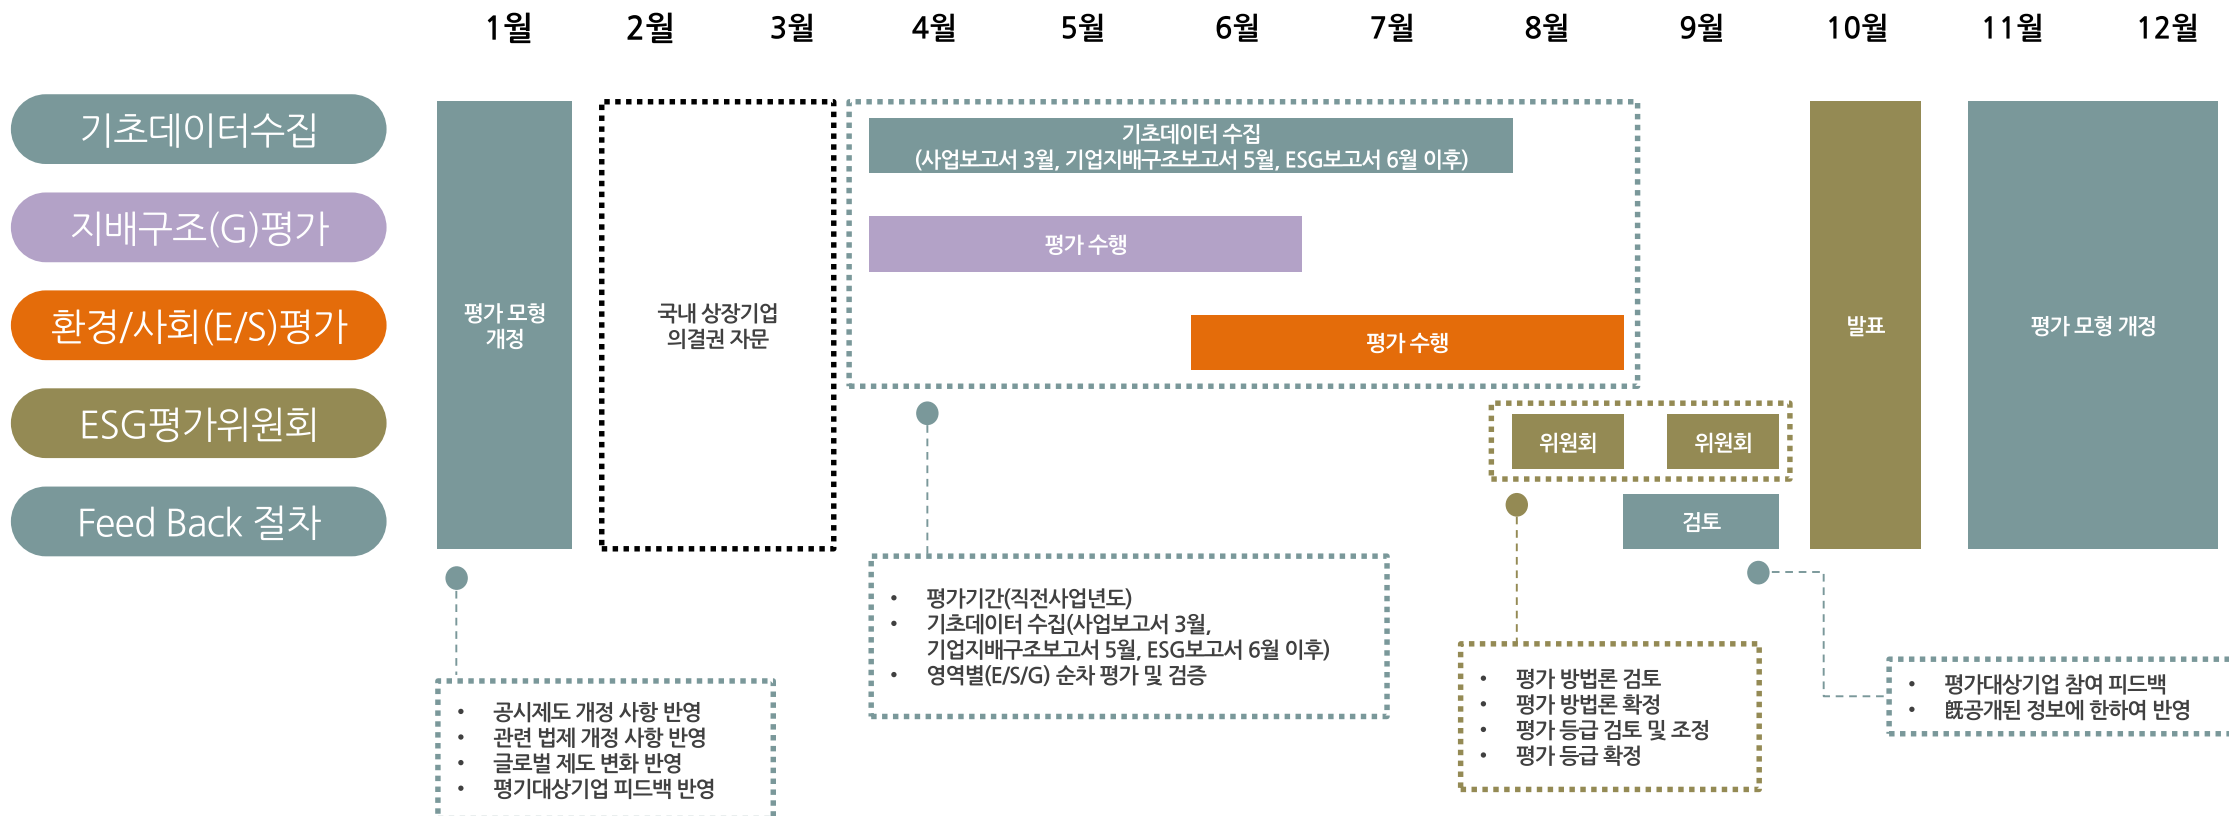 1월 2월 3월 4월 5월 6월 7월 8월 9월 10월 11월 12월
기초데이터수집
지배구조(G)평가
환경/사회(E/S)평가
ESG평가위원회
Feed Back 절차
평가 모형
개정
국내 상장기업
의결권 자문
기초데이터 수집
(사업보고서 3월, 기업지배구조보고서 5월, ESG보고서 6월 이후)
평가 수행
평가 수행
위원회
위원회
검토
발표
평가 모형 개정
• 공시제도 개정 사항 반영
• 관련 법제 개정 사항 반영
• 글로벌 제도 변화 반영
• 평기대상기업 피드백 반영
• 평가기간(직전사업년도)
• 기초데이터 수집(사업보고서 3월,
기업지배구조보고서 5월, ESG보고서 6월 이후)
• 영역별(E/S/G) 순차 평가 및 검증
• 평가 방법론 검토
• 평가 방법론 확정
• 평가 등급 검토 및 조정
• 평가 등급 확정
• 평가대상기업 참여 피드백
• 旣공개된 정보에 한하여 반영